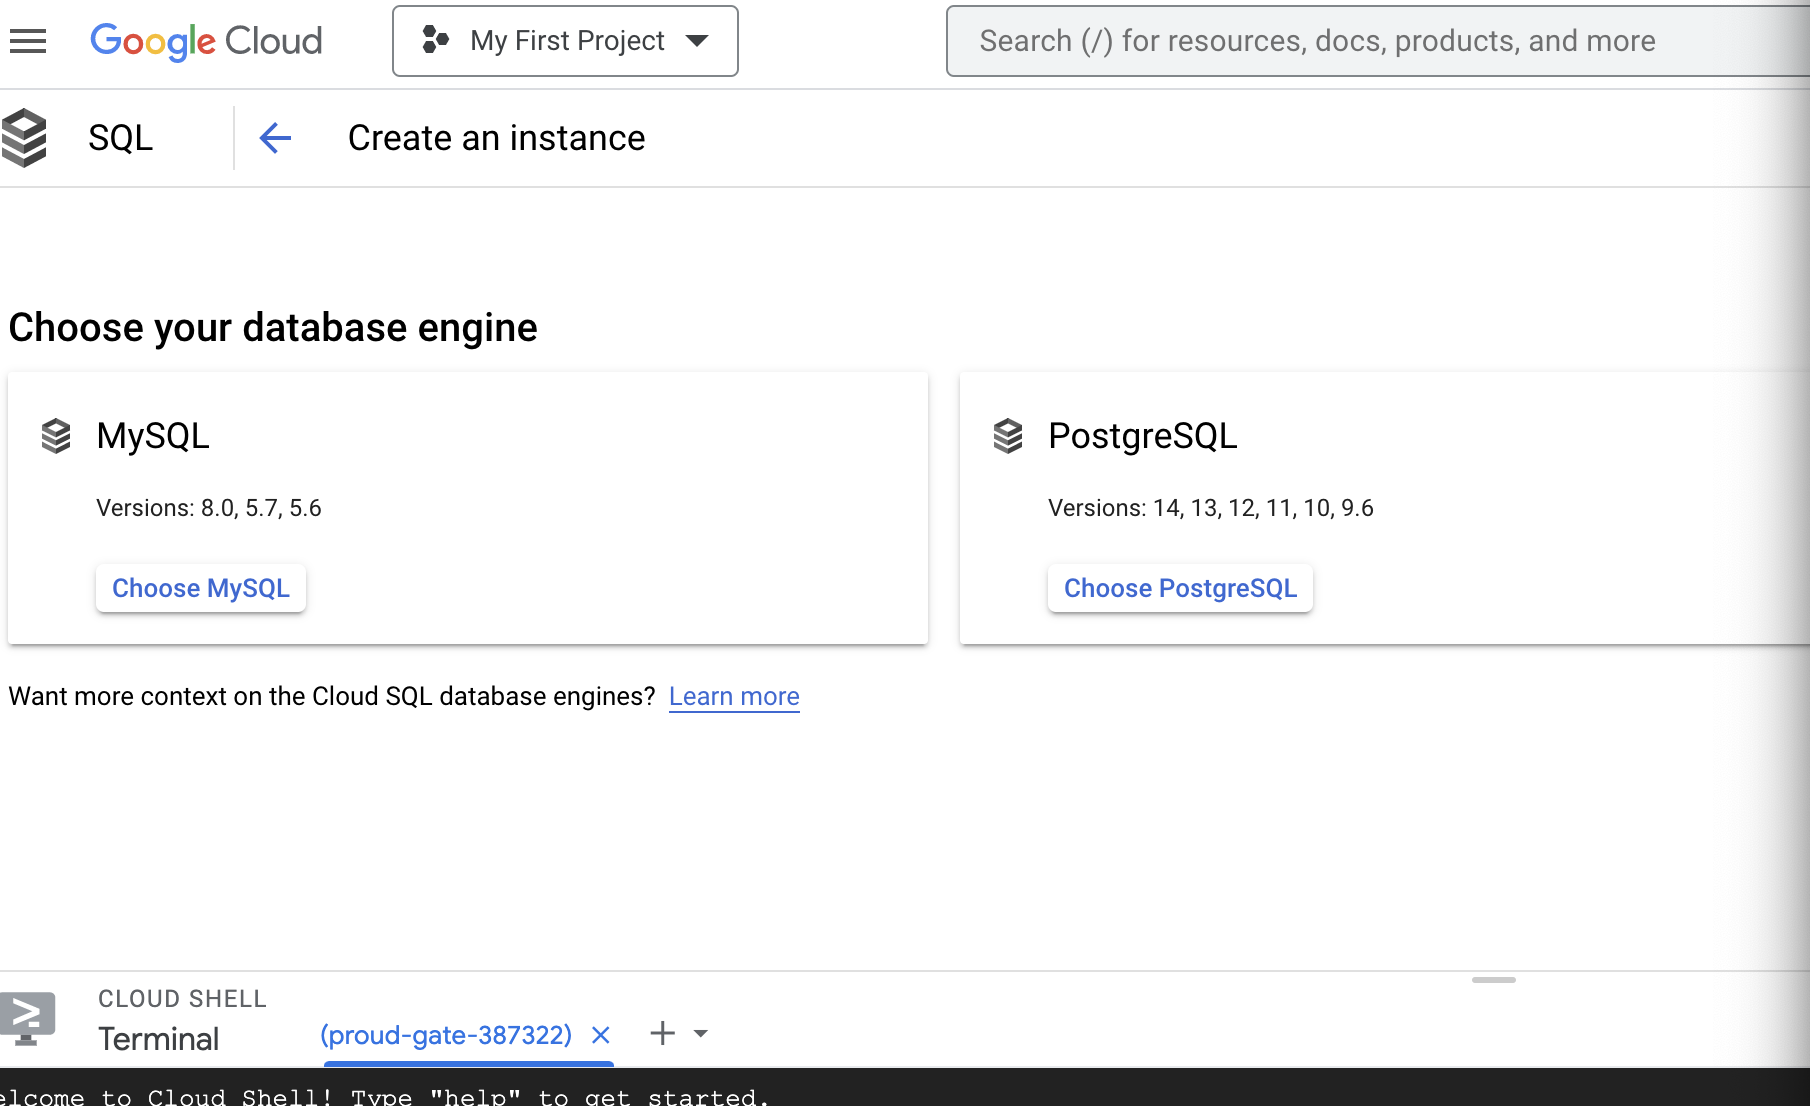 Google Cloud
My First Project
Search (/) for resources, docs, products, and more
SQL
Create an instance
Choose your database engine
MySQL
Versions: 8.0, 5.7, 5.6
Choose MySQL
PostgreSQL
Versions: 14, 13, 12, 11, 10, 9.6
Choose PostgreSQL
Want more context on the Cloud SQL database engines? Learn more
CLOUD SHELL
Terminal
(proud-gate-387322)
elcome to Cloud Shell! Type "help" to get started.